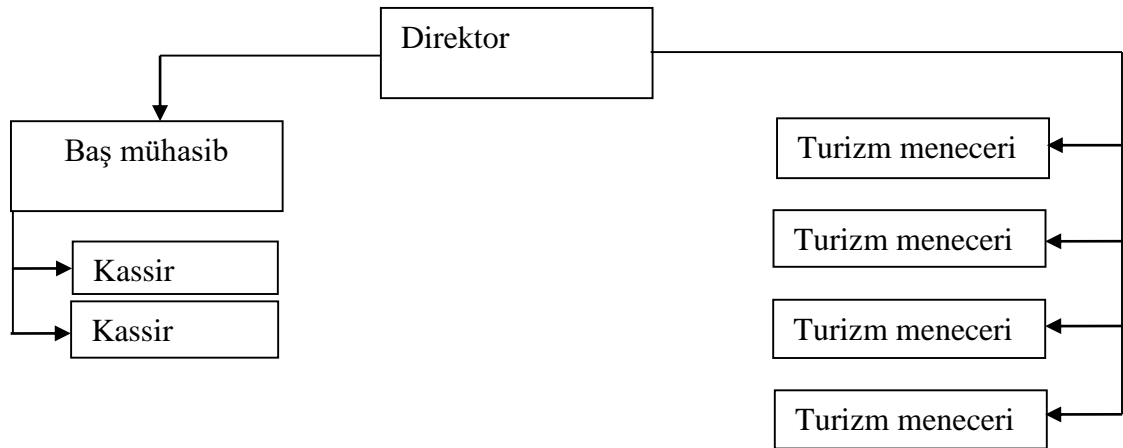 Direktor
Baş mühasib
Kassir
Kassir
Turizm meneceri
Turizm meneceri
Turizm meneceri
Turizm meneceri